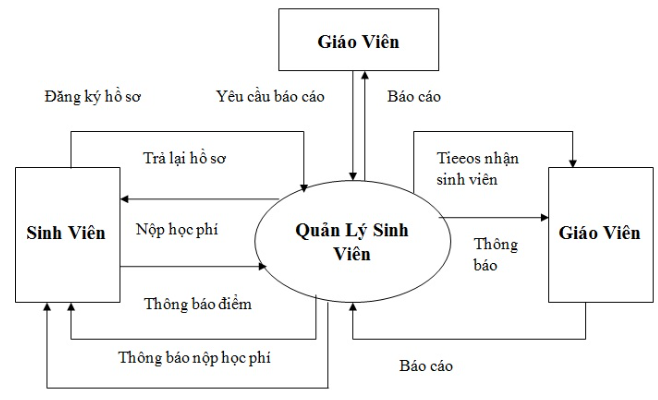 Giáo Viên
Đăng ký hồ sơ
Yêu cầu báo cáo
Báo cáo
Trả lại hồ sơ
Tieeos nhận
sinh viên
Sinh Viên
Nộp học phí
Quản Lý Sinh
Viên
Thông
báo
Giáo Viên
Thông báo điểm
Thông báo nộp học phí
Báo cáo